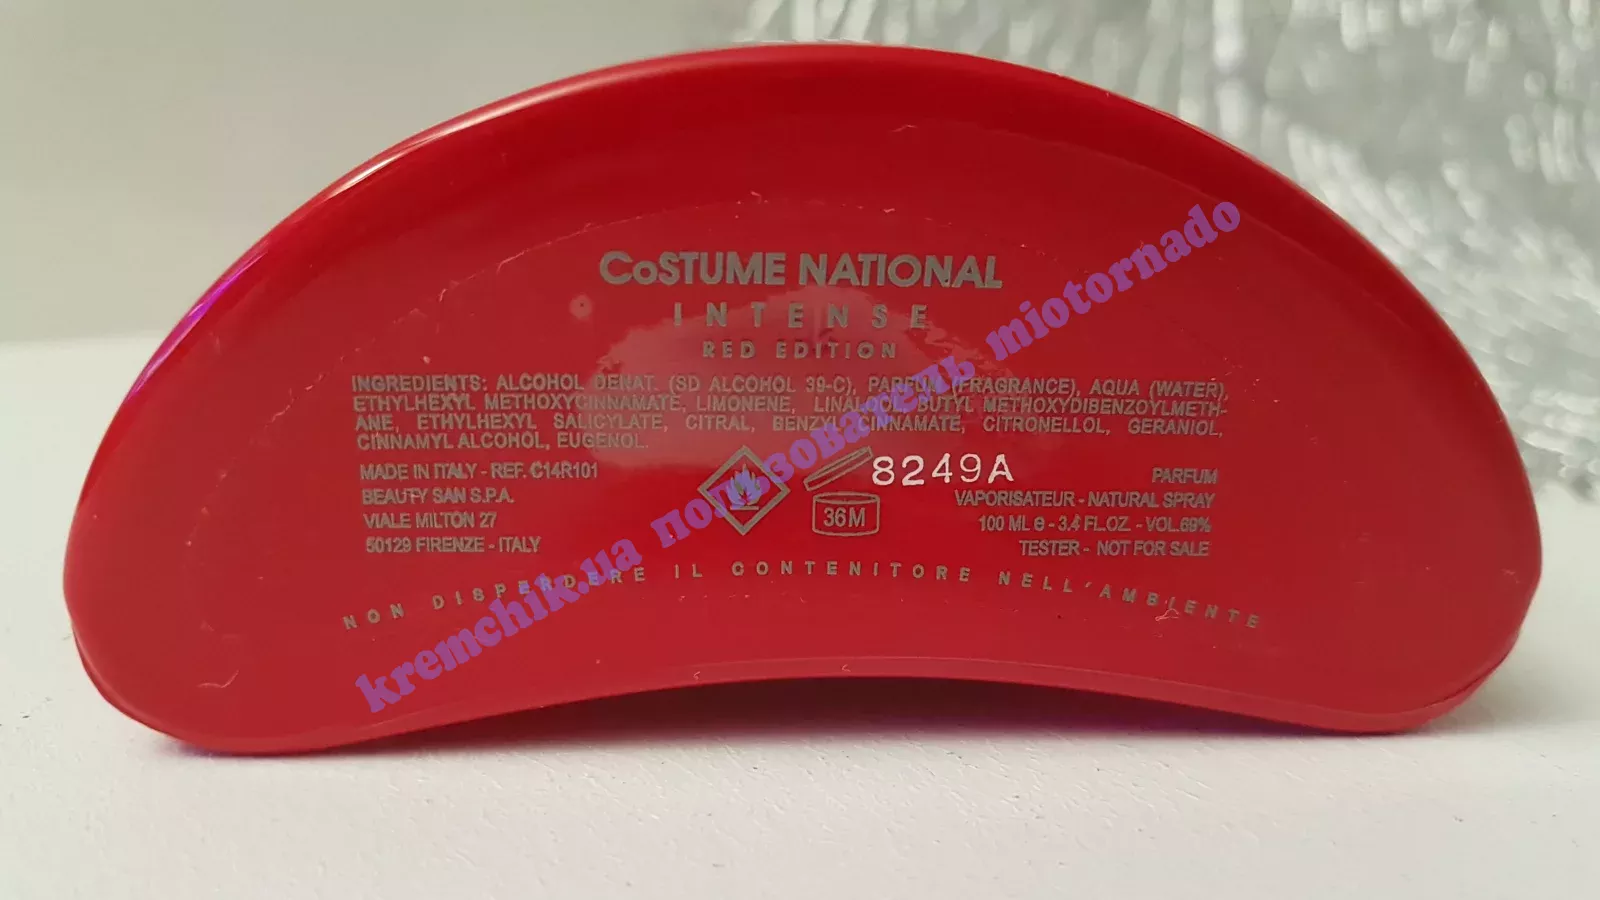 CoSTUME NATIONAL
INTENSE
RED EDITION
INGREDIENTS: ALCOHOL DENAT. (SD ALCOHOL 39-C), PARFUM (FRAGRANCE), AQUA (WATER),
ETHYLHEXYL METHOXYCINNAMATE, LIMONENE, LINALOOL, BUTYL METHOXYDIBENZOYLMETH-
ANE, ETHYLHEXYL SALICYLATE, CITRAL, BENZYL CINNAMATE, CITRONELLOL, GERANIOL,
CINNAMYL ALCOHOL, EUGENOL.
MADE IN ITALY - REF. C14R101
BEAUTY SAN S.P.A.
VIALE MILTON 27
50129 FIRENZE - ITALY
36M
8249A
PARFUM
VAPORISATEUR - NATURAL SPRAY
100 ML e - 3.4 FL.OZ. - VOL.69%
TESTER - NOT FOR SALE
NON DISPERDERE IL CONTENITORE NELL'AMBIENTE
kremchik.ua пользователь miotornado